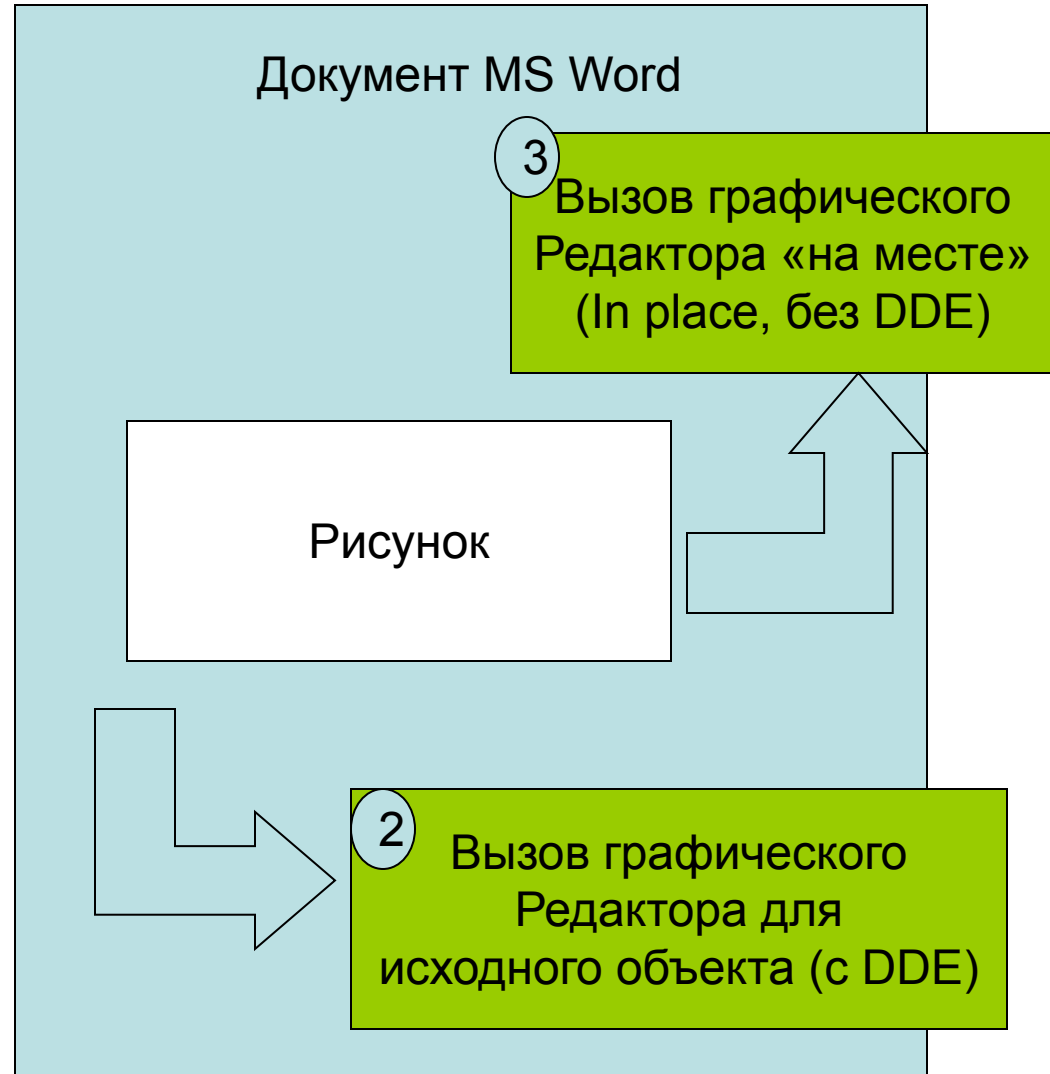 Документ MS Word
3
Вызов графического
Редактора «на месте»
(In place, без DDE)
Рисунок
2
Вызов графического
Редактора для
исходного объекта (с DDE)